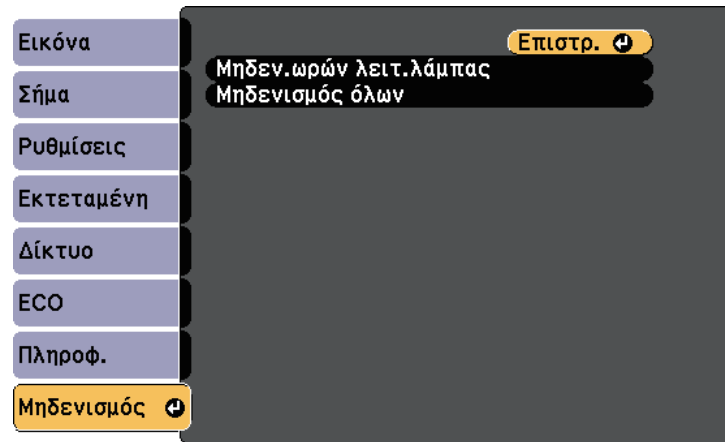 Εικόνα
Σήμα
Ρυθμίσεις
Εκτεταμένη
Δίκτυο
ECO
Πληροφ.
Μηδενισμός
Επιστρ.
Μηδεν.ωρών λειτ.λάμπας
Μηδενισμός όλων